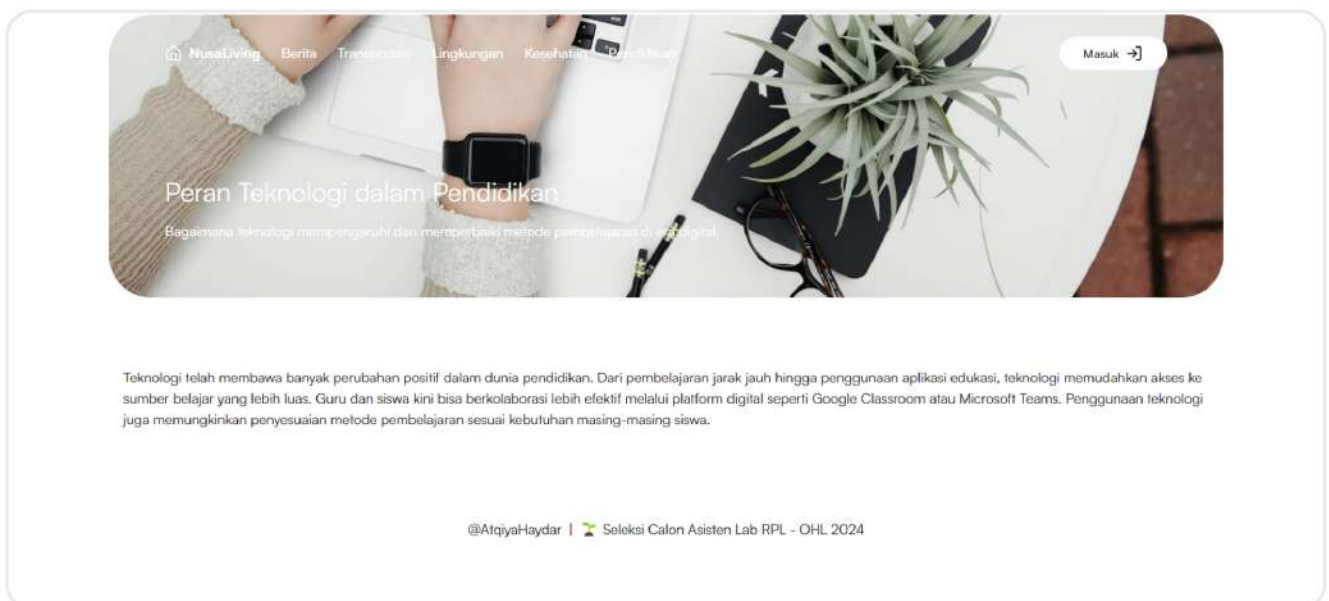 NusaLiving Berita Transportasi Lingkungan Kesehatan Pendidikan Masuk
Peran Teknologi dalam Pendidikan
Bagaimana teknologi mempengaruhi dan memperbaiki metode pembelajaran di era digital.
Teknologi telah membawa banyak perubahan positif dalam dunia pendidikan. Dari pembelajaran jarak jauh hingga penggunaan aplikasi edukasi, teknologi memudahkan akses ke
sumber belajar yang lebih luas. Guru dan siswa kini bisa berkolaborasi lebih efektif melalui platform digital seperti Google Classroom atau Microsoft Teams. Penggunaan teknologi
juga memungkinkan penyesuaian metode pembelajaran sesuai kebutuhan masing-masing siswa.
@AtqiyaHaydar | 🌱 Seleksi Calon Asisten Lab RPL - OHL 2024